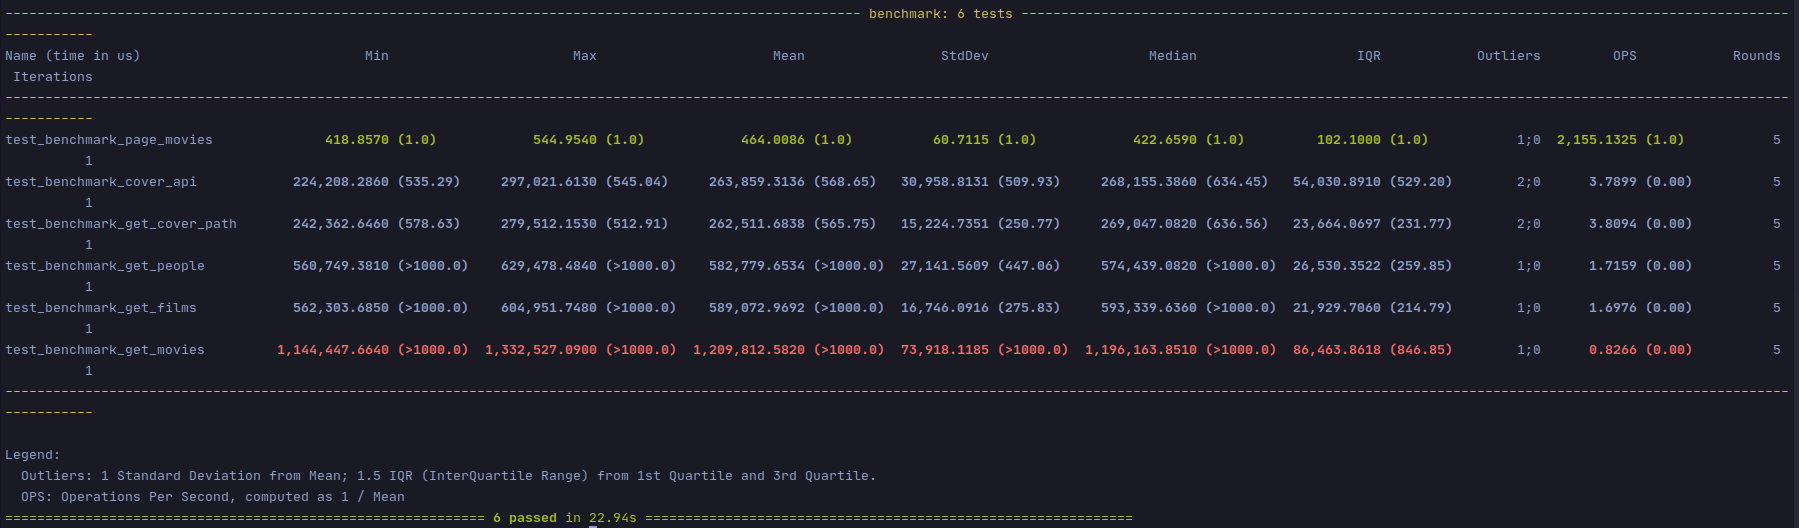 ------------------------------------------------------------------------------------------------------------ benchmark: 6 tests ------------------------------------------------------------------------------------------------
-----------
Name (time in us) Min Max Mean StdDev Median IQR Outliers OPS Rounds
Iterations
--------------------------------------------------------------------------------------------------------------------------------------------------------------------------------------------------------------------------------
-----------
test_benchmark_page_movies 418.8570 (1.0) 544.9540 (1.0) 464.0086 (1.0) 60.7115 (1.0) 422.6590 (1.0) 102.1000 (1.0) 1;0 2,155.1325 (1.0) 5
1
test_benchmark_cover_api 224,208.2860 (535.29) 297,021.6130 (545.04) 263,859.3136 (568.65) 30,958.8131 (509.93) 268,155.3860 (634.45) 54,030.8910 (529.20) 2;0 3.7899 (0.00) 5
1
test_benchmark_get_cover_path 242,362.6460 (578.63) 279,512.1530 (512.91) 262,511.6838 (565.75) 15,224.7351 (250.77) 269,047.0820 (636.56) 23,664.0697 (231.77) 2;0 3.8094 (0.00) 5
1
test_benchmark_get_people 560,749.3810 (>1000.0) 629,478.4840 (>1000.0) 582,779.6534 (>1000.0) 27,141.5609 (447.06) 574,439.0820 (>1000.0) 26,530.3522 (259.85) 1;0 1.7159 (0.00) 5
1
test_benchmark_get_films 562,303.6850 (>1000.0) 604,951.7480 (>1000.0) 589,072.9692 (>1000.0) 16,746.0916 (275.83) 593,339.6360 (>1000.0) 21,929.7060 (214.79) 1;0 1.6976 (0.00) 5
1
test_benchmark_get_movies 1,144,447.6640 (>1000.0) 1,332,527.0900 (>1000.0) 1,209,812.5820 (>1000.0) 73,918.1185 (>1000.0) 1,196,163.8510 (>1000.0) 86,463.8618 (846.85) 1;0 0.8266 (0.00) 5
1
--------------------------------------------------------------------------------------------------------------------------------------------------------------------------------------------------------------------------------
-----------
Legend:
Outliers: 1 Standard Deviation from Mean; 1.5 IQR (InterQuartile Range) from 1st Quartile and 3rd Quartile.
OPS: Operations Per Second, computed as 1 / Mean
============================================================ 6 passed in 22.94s =============================================================